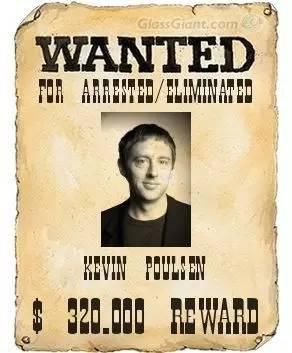 GlassGiant.com
WANTED
FOR ARRESTED/ELIMINATED
KEVIN POULSEN
$ 320.000 REWARD